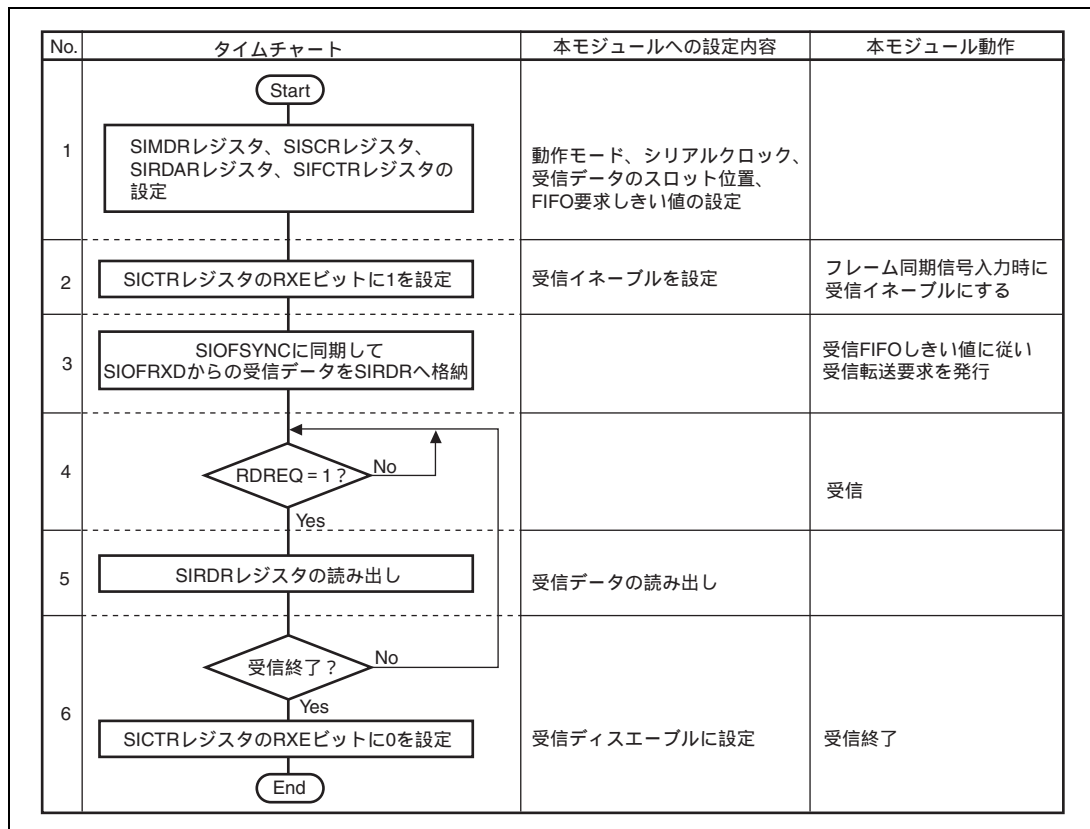 No.
タイムチャート
本モジュールへの設定内容
本モジュール動作
Start
1
SIMDRレジスタ、SISCRレジスタ、
SIRDARレジスタ、SIFCTRレジスタの
設定
動作モード、シリアルクロック、
受信データのスロット位置、
FIFO要求しきい値の設定
2
SICTRレジスタのRXEビットに1を設定
受信イネーブルを設定
フレーム同期信号入力時に
受信イネーブルにする
3
SIOFSYNCに同期して
SIOFRXDからの受信データをSIRDRへ格納
受信FIFOしきい値に従い
受信転送要求を発行
4
RDREQ = 1 ?
No
Yes
受信
5
SIRDRレジスタの読み出し
受信データの読み出し
6
受信終了?
No
Yes
SICTRレジスタのRXEビットに0を設定
受信ディスエーブルに設定
受信終了
End